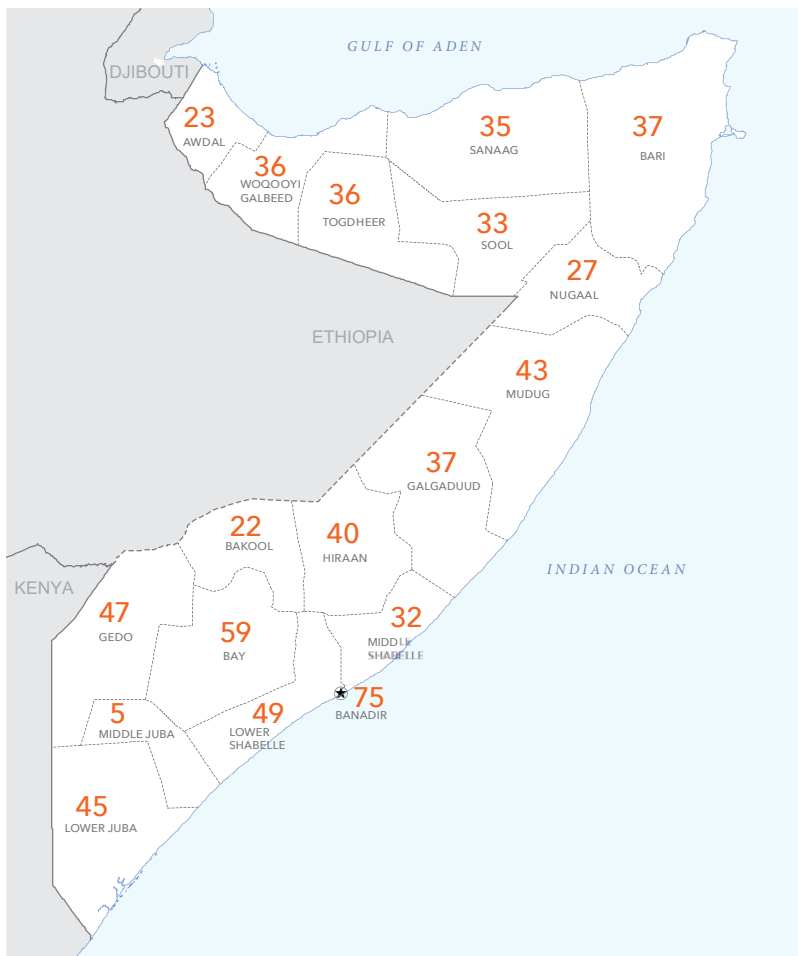 GULF OF ADEN
DJIBOUTI
23
AWDAL
36
WOQOOYI
GALBEED
36
TOGDHEER
35
SANAAG
37
BARI
33
SOOL
27
NUGAAL
ETHIOPIA
43
MUDUG
37
GALGADUUD
22
BAKOOL
40
HIRAAN
INDIAN OCEAN
KENYA
47
GEDO
59
BAY
32
MIDDLE
SHABELLE
75
BANADIR
5
MIDDLE JUBA
49
LOWER
SHABELLE
45
LOWER JUBA